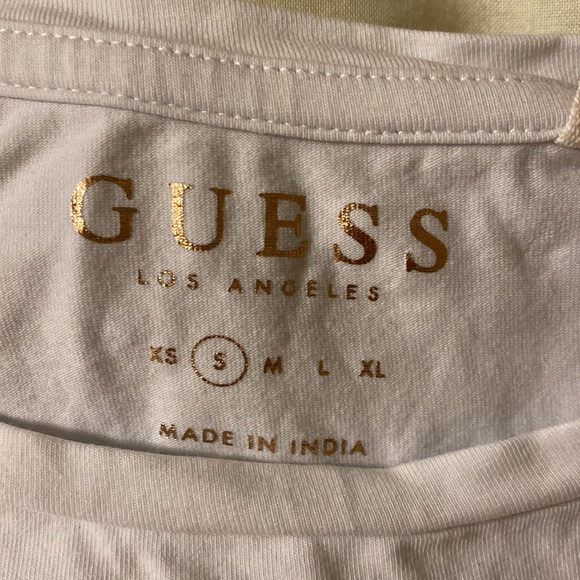 GUESS
LOS ANGELES
XS S M L XL
MADE IN INDIA